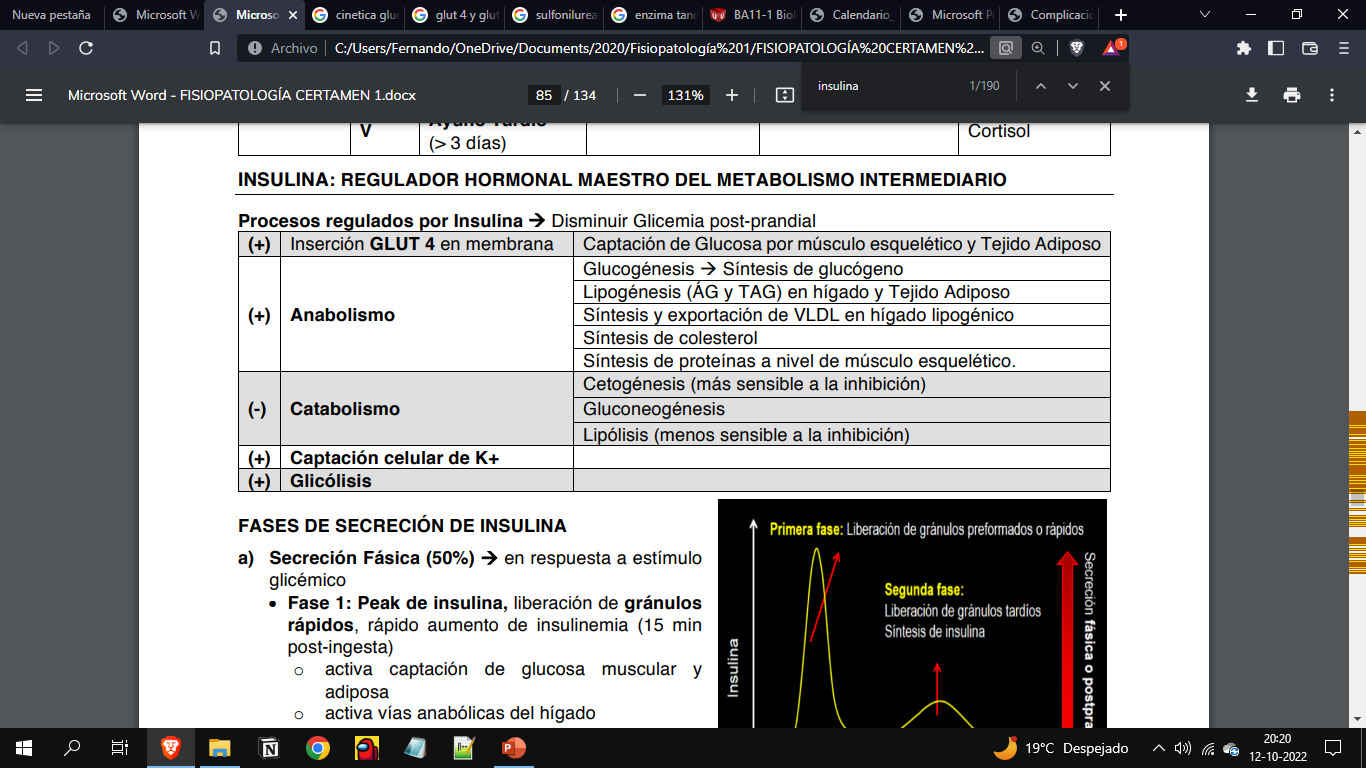 Nueva pestaña
Microsoft W
Microso
cinetica gluc
glut 4 y glut
sulfonilurea
enzima tanc
BA11-1 Biol
Calendario_
Microsoft P
Complicacio
Archivo
C:/Users/Fernando/OneDrive/Documents/2020/Fisiopatología%201/FISIOPATOLOGÍA%20CERTAMEN%2...
1
Microsoft Word - FISIOPATOLOGÍA CERTAMEN 1.docx
85 / 134
131%
insulina
1/190
V
Ayuno Tardío
(> 3 días)
Cortisol
INSULINA: REGULADOR HORMONAL MAESTRO DEL METABOLISMO INTERMEDIARIO
Procesos regulados por Insulina → Disminuir Glicemia post-prandial
(+) Inserción GLUT 4 en membrana Captación de Glucosa por músculo esquelético y Tejido Adiposo
(+) Anabolismo
Glucogénesis → Síntesis de glucógeno
Lipogénesis (ÁG y TAG) en hígado y Tejido Adiposo
Síntesis y exportación de VLDL en hígado lipogénico
Síntesis de colesterol
Síntesis de proteínas a nivel de músculo esquelético.
(-) Catabolismo
Cetogénesis (más sensible a la inhibición)
Gluconeogénesis
Lipólisis (menos sensible a la inhibición)
(+) Captación celular de K+
(+) Glicólisis
FASES DE SECRECIÓN DE INSULINA
a) Secreción Fásica (50%) → en respuesta a estímulo
glicémico
• Fase 1: Peak de insulina, liberación de gránulos
rápidos, rápido aumento de insulinemia (15 min
post-ingesta)
o activa captación de glucosa muscular y
adiposa
o activa vías anabólicas del hígado
Primera fase: Liberación de gránulos preformados o rápidos
Segunda fase:
Liberación de gránulos tardíos
Síntesis de insulina
Insulina
Secreción fásica o postpra
19°C Despejado
20:20
12-10-2022